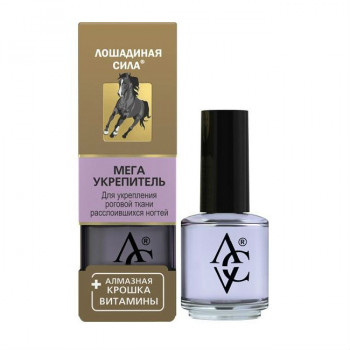 ЛОШАДИНАЯ
СИЛА®
МЕГА
УКРЕПИТЕЛЬ
Для укрепления
роговой ткани
расслоившихся ногтей
+ АЛМАЗНАЯ
КРОШКА
ВИТАМИНЫ
®